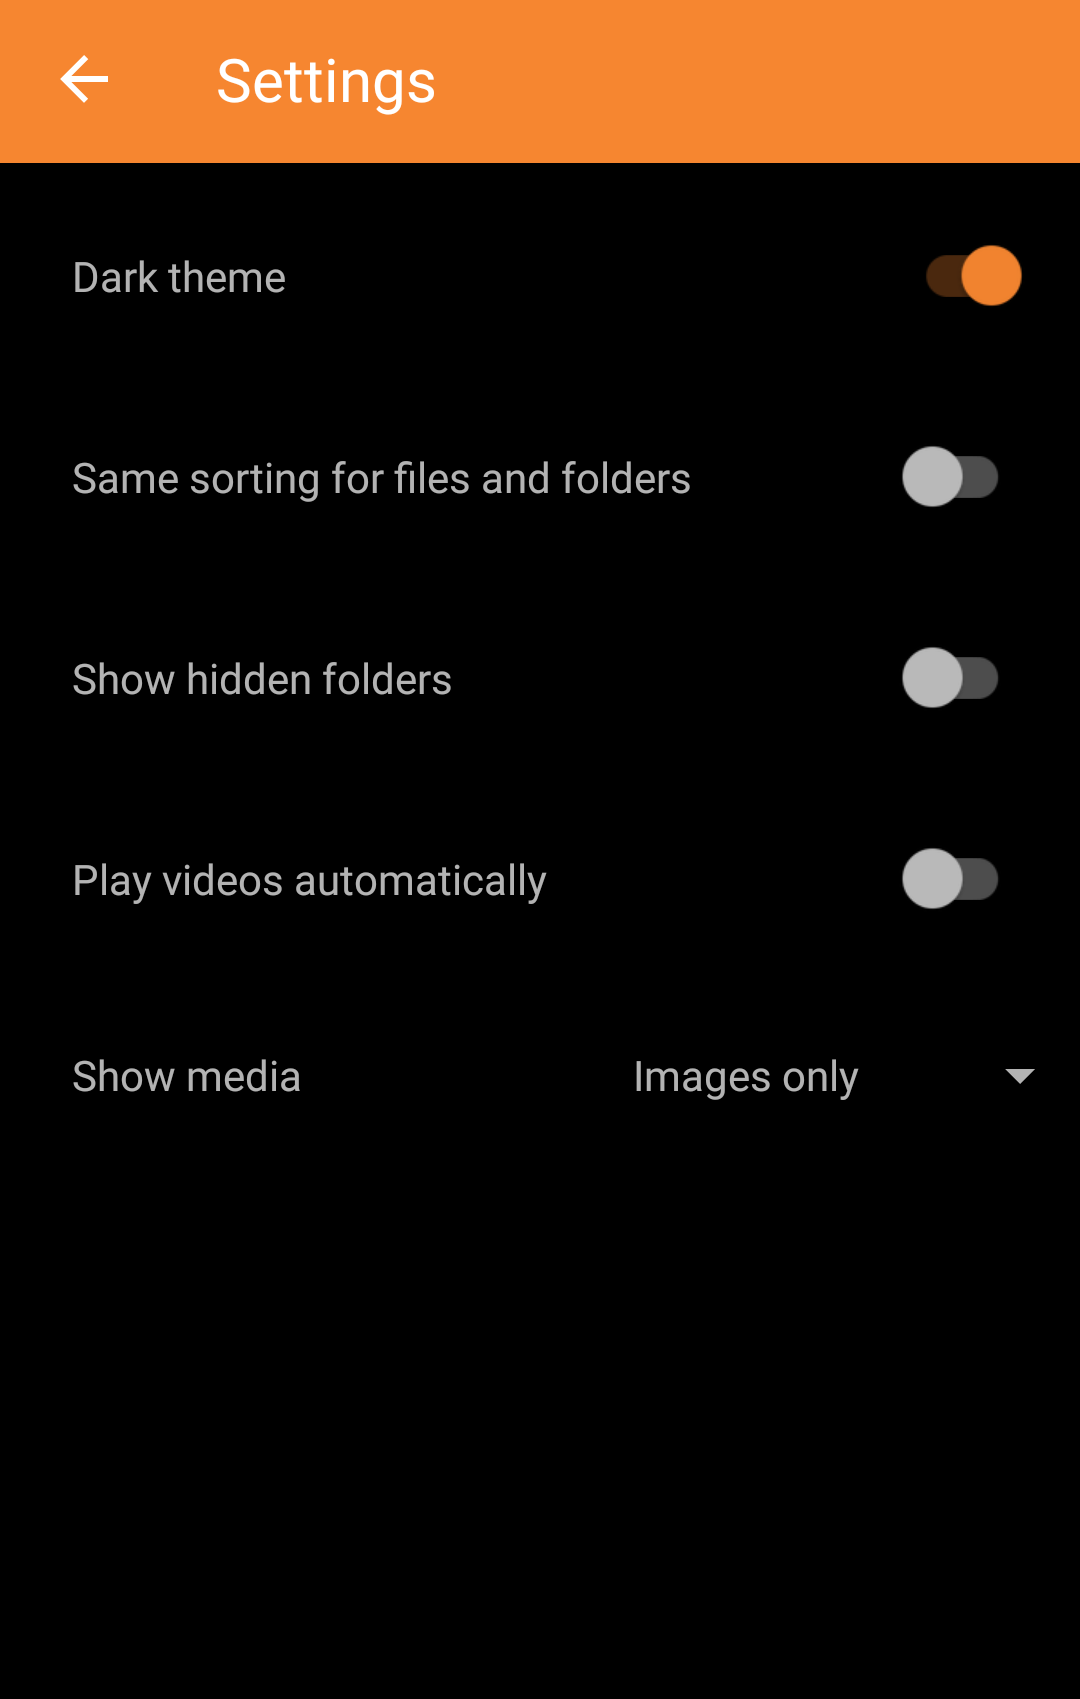 Settings
Dark theme
Same sorting for files and folders
Show hidden folders
Play videos automatically
Show media Images only